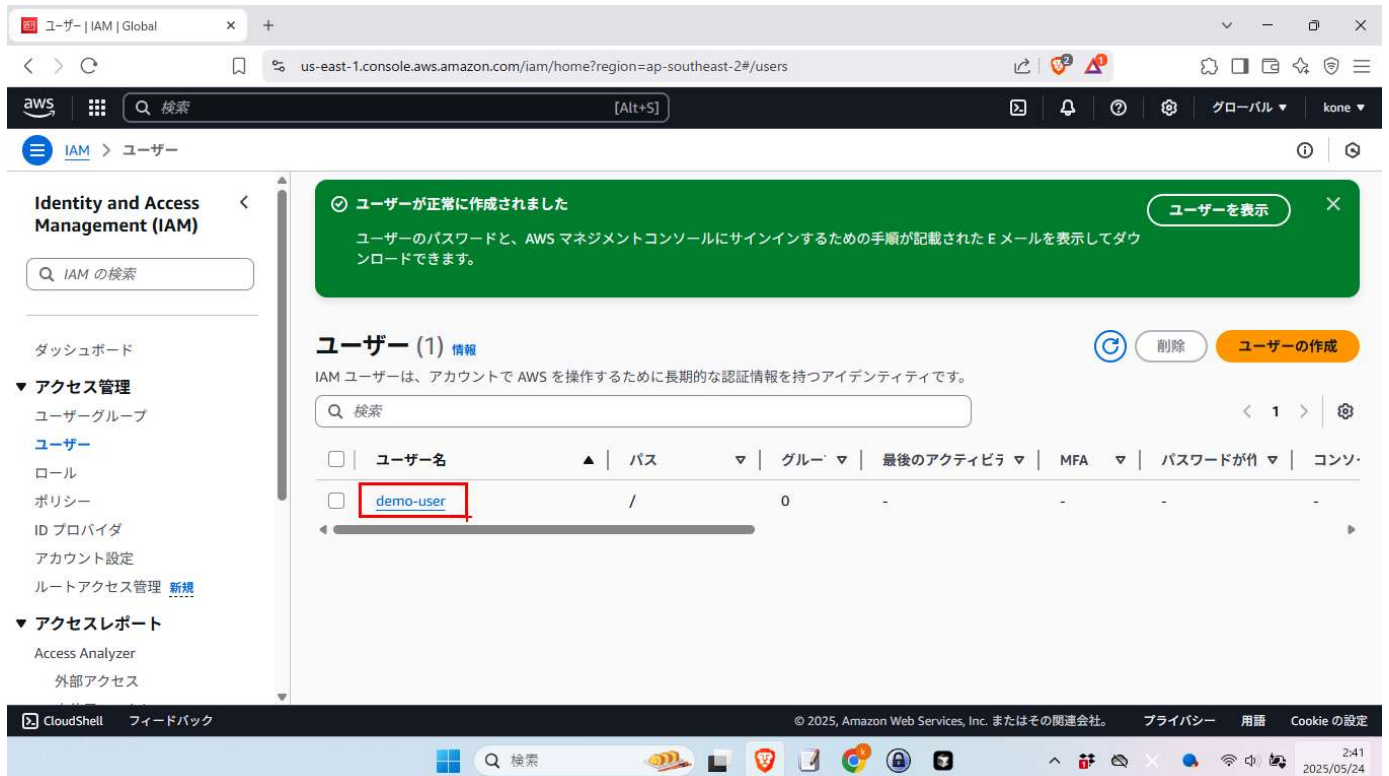 ユーザー | IAM | Global
us-east-1.console.aws.amazon.com/iam/home?region=ap-southeast-2#/users
2
1
aws
検索
[Alt+S]
グローバル
kone
IAM > ユーザー
Identity and Access
Management (IAM)
IAM の検索
ダッシュボード
アクセス管理
ユーザーグループ
ユーザー
ロール
ポリシー
ID プロバイダ
アカウント設定
ルートアクセス管理 新規
アクセスレポート
Access Analyzer
外部アクセス
ユーザーが正常に作成されました
ユーザーを表示
ユーザーのパスワードと、AWS マネジメントコンソールにサインインするための手順が記載された E メールを表示してダウ
ンロードできます。
ユーザー (1) 情報
削除
ユーザーの作成
IAM ユーザーは、アカウントで AWS を操作するために長期的な認証情報を持つアイデンティティです。
検索
1
ユーザー名 パス グルー 最後のアクティビテ MFA パスワードが コンソ
demo-user / 0 - - - -
CloudShell フィードバック
© 2025, Amazon Web Services, Inc. またはその関連会社。 プライバシー 用語 Cookie の設定
検索
2:41
2025/05/24